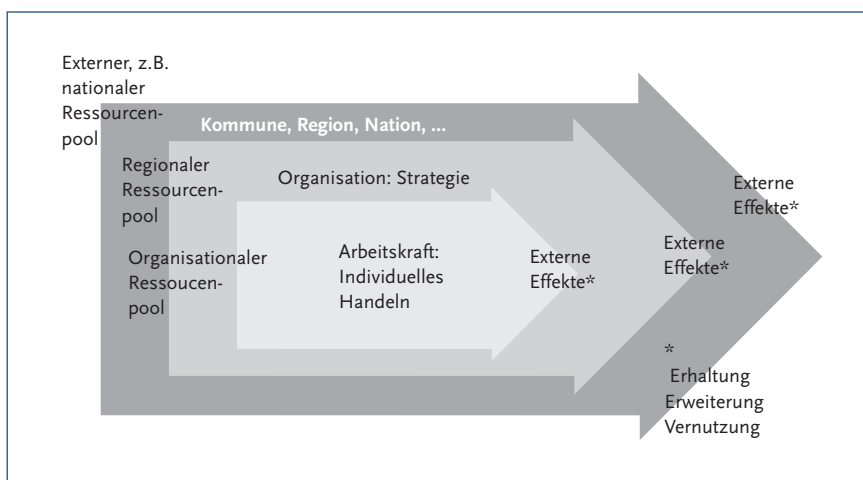 Externer, z.B.
nationaler
Ressourcen-
pool
Kommune, Region, Nation, ...
Regionaler
Ressourcen-
pool
Organisation: Strategie
Organisationaler
Ressoucen-
pool
Arbeitskraft:
Individuelles
Handeln
Externe
Effekte*
Externe
Effekte*
Externe
Effekte*
*
Erhaltung
Erweiterung
Vernutzung